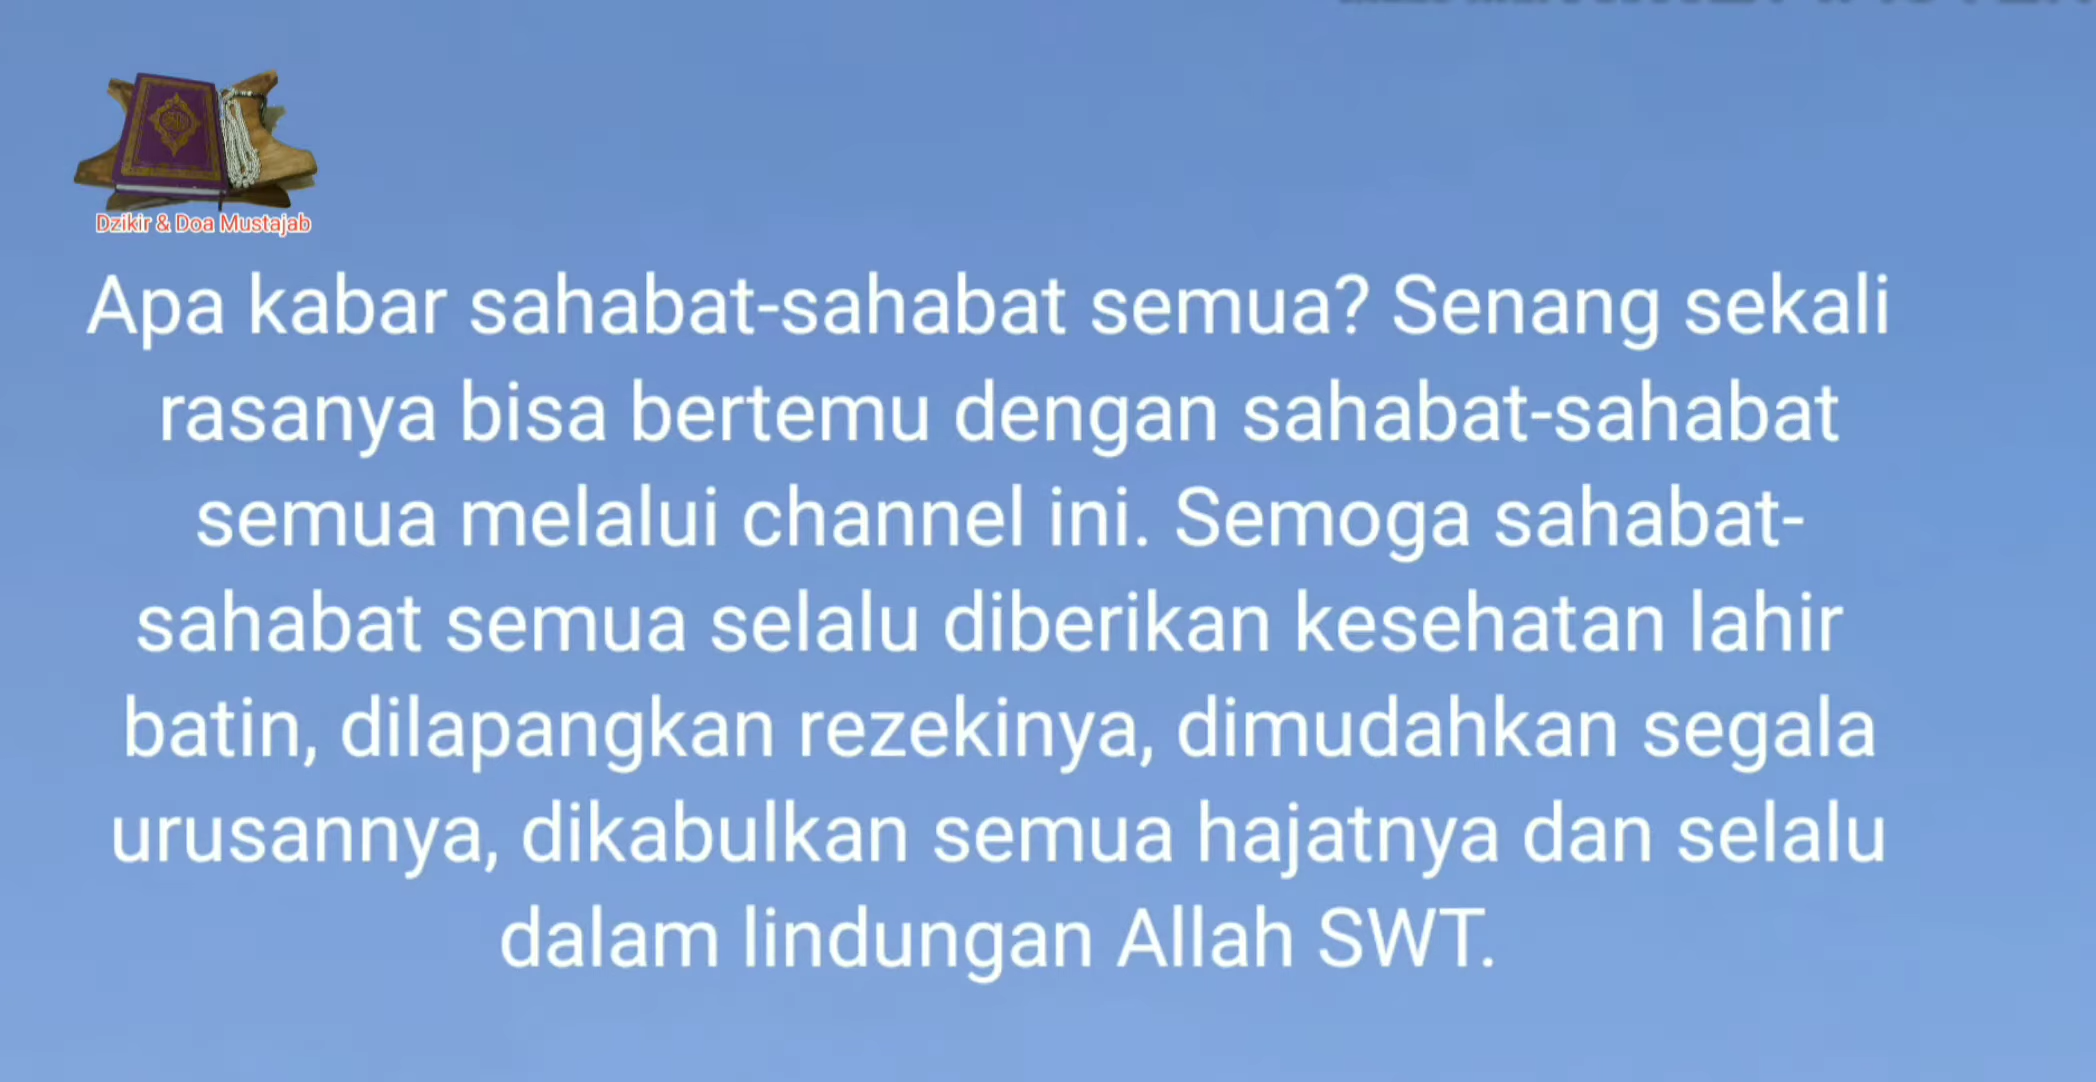 Dzikir & Doa Mustajab
Apa kabar sahabat-sahabat semua? Senang sekali
rasanya bisa bertemu dengan sahabat-sahabat
semua melalui channel ini. Semoga sahabat-
sahabat semua selalu diberikan kesehatan lahir
batin, dilapangkan rezekinya, dimudahkan segala
urusannya, dikabulkan semua hajatnya dan selalu
dalam lindungan Allah SWT.